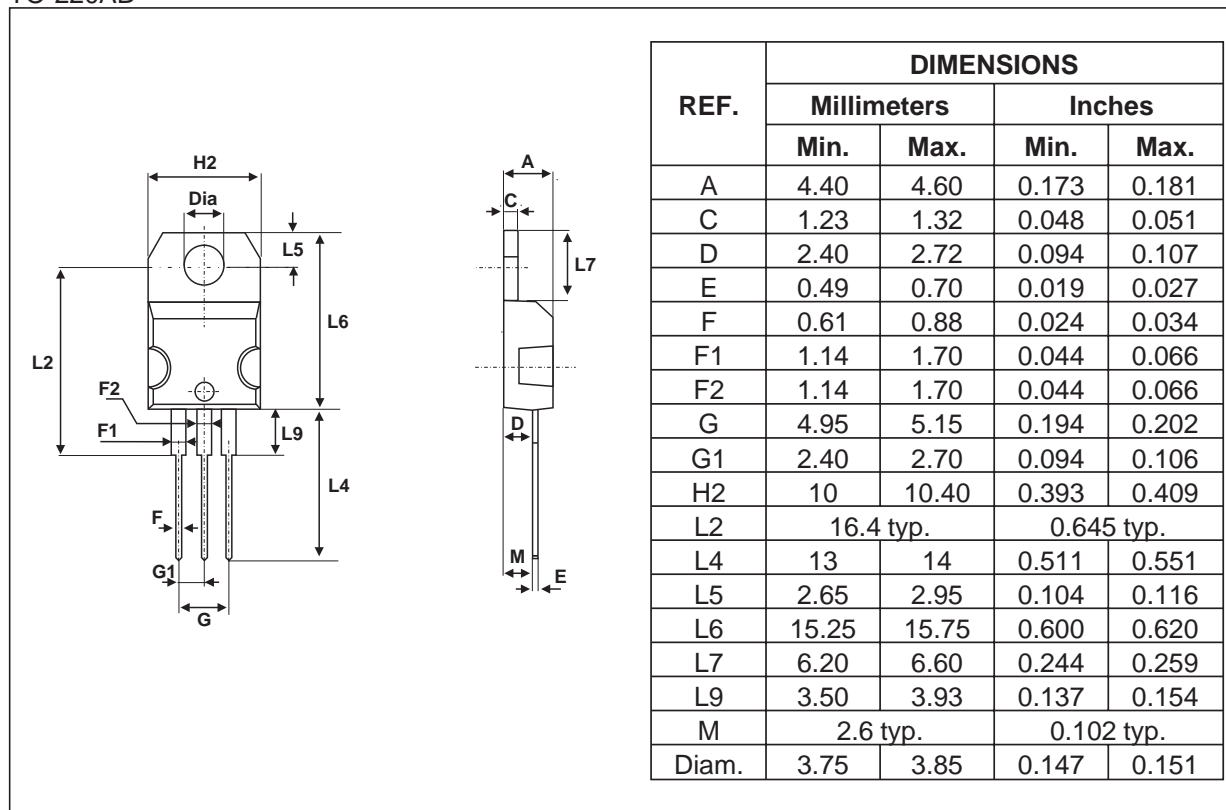 TO-220AB
H2
Dia
L5
L6
L2
F2
F1
L9
L4
F
G1
G
A
C
L7
D
M
E
REF. DIMENSIONS
Millimeters Inches
Min. Max. Min. Max.
A 4.40 4.60 0.173 0.181
C 1.23 1.32 0.048 0.051
D 2.40 2.72 0.094 0.107
E 0.49 0.70 0.019 0.027
F 0.61 0.88 0.024 0.034
F1 1.14 1.70 0.044 0.066
F2 1.14 1.70 0.044 0.066
G 4.95 5.15 0.194 0.202
G1 2.40 2.70 0.094 0.106
H2 10 10.40 0.393 0.409
L2 16.4 typ. 0.645 typ.
L4 13 14 0.511 0.551
L5 2.65 2.95 0.104 0.116
L6 15.25 15.75 0.600 0.620
L7 6.20 6.60 0.244 0.259
L9 3.50 3.93 0.137 0.154
M 2.6 typ. 0.102 typ.
Diam. 3.75 3.85 0.147 0.151